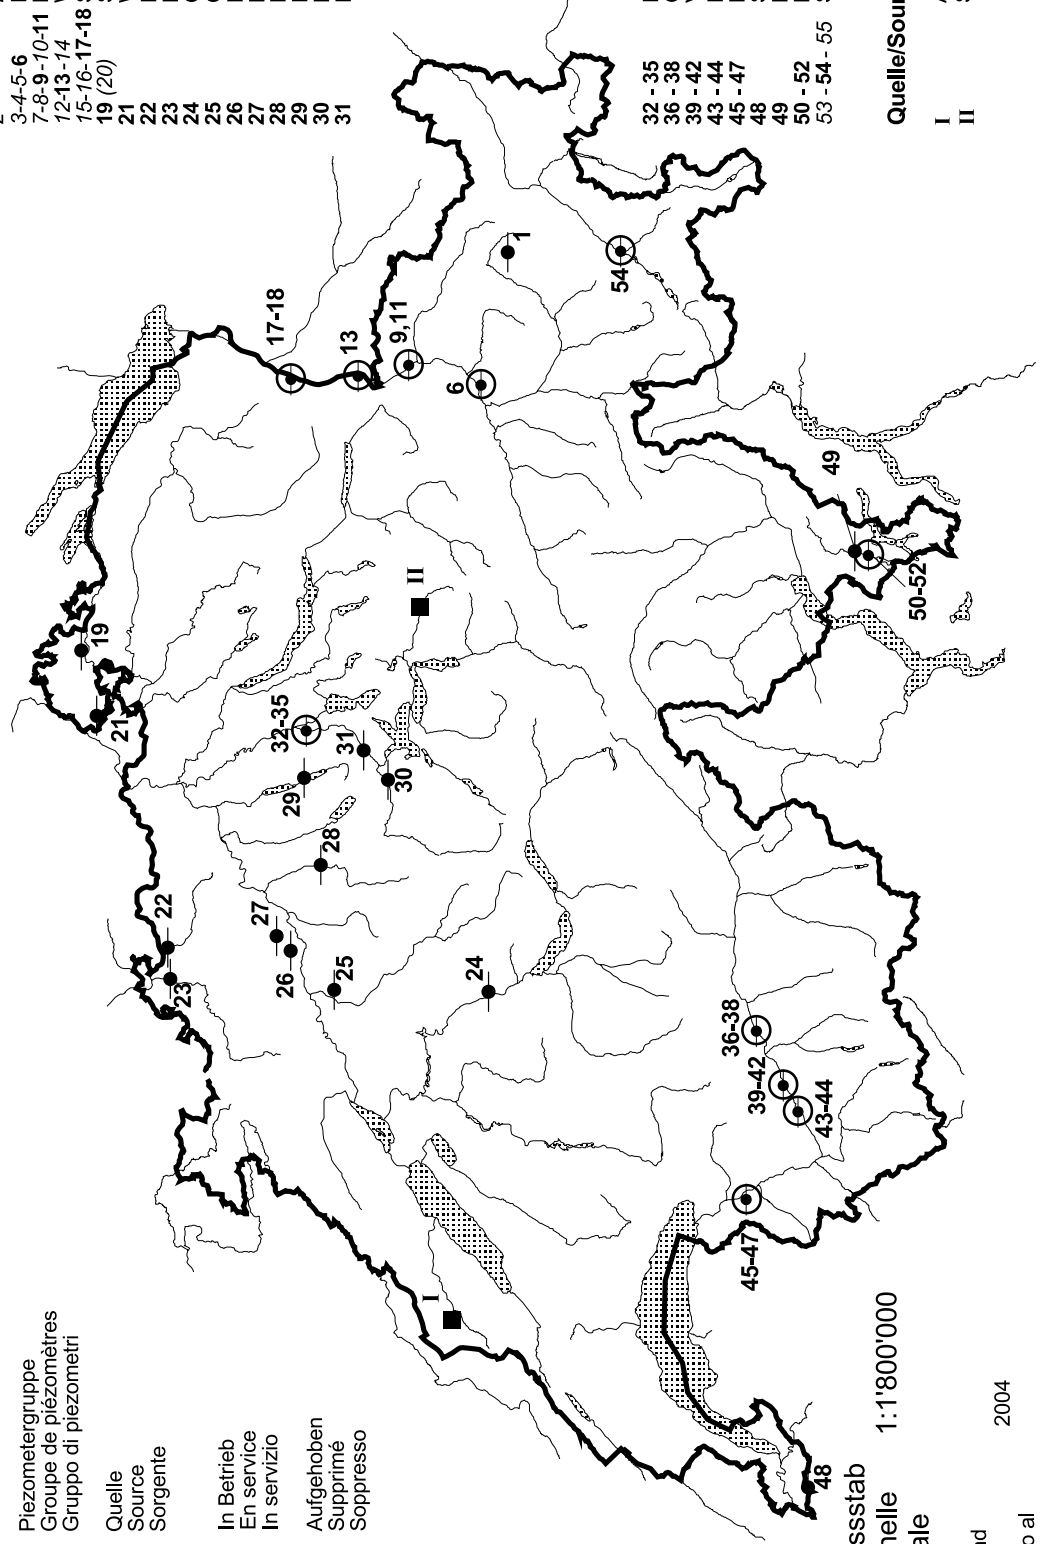 Piezometergruppe
Groupe de piézomètres
Gruppo di piezometri
Quelle
Source
Sorgente
In Betrieb
En service
In servizio
Aufgehoben
Supprimé
Soppresso
3-4-5-6
7-8-9-10-11
12-13-14
15-16-17-18
19 (20)
21
22
23
24
25
26
27
28
29
30
31
32 - 35
36 - 38
39 - 42
43 - 44
45 - 47
48
49
50 - 52
53 - 54 - 55
I
II
17-18
13
9,11
6
1
54
49
50-52
19
21
II
32-35
31
29
30
28
22
23
27
26
25
24
36-38
39-42
43-44
45-47
I
48
1:1'800'000
2004